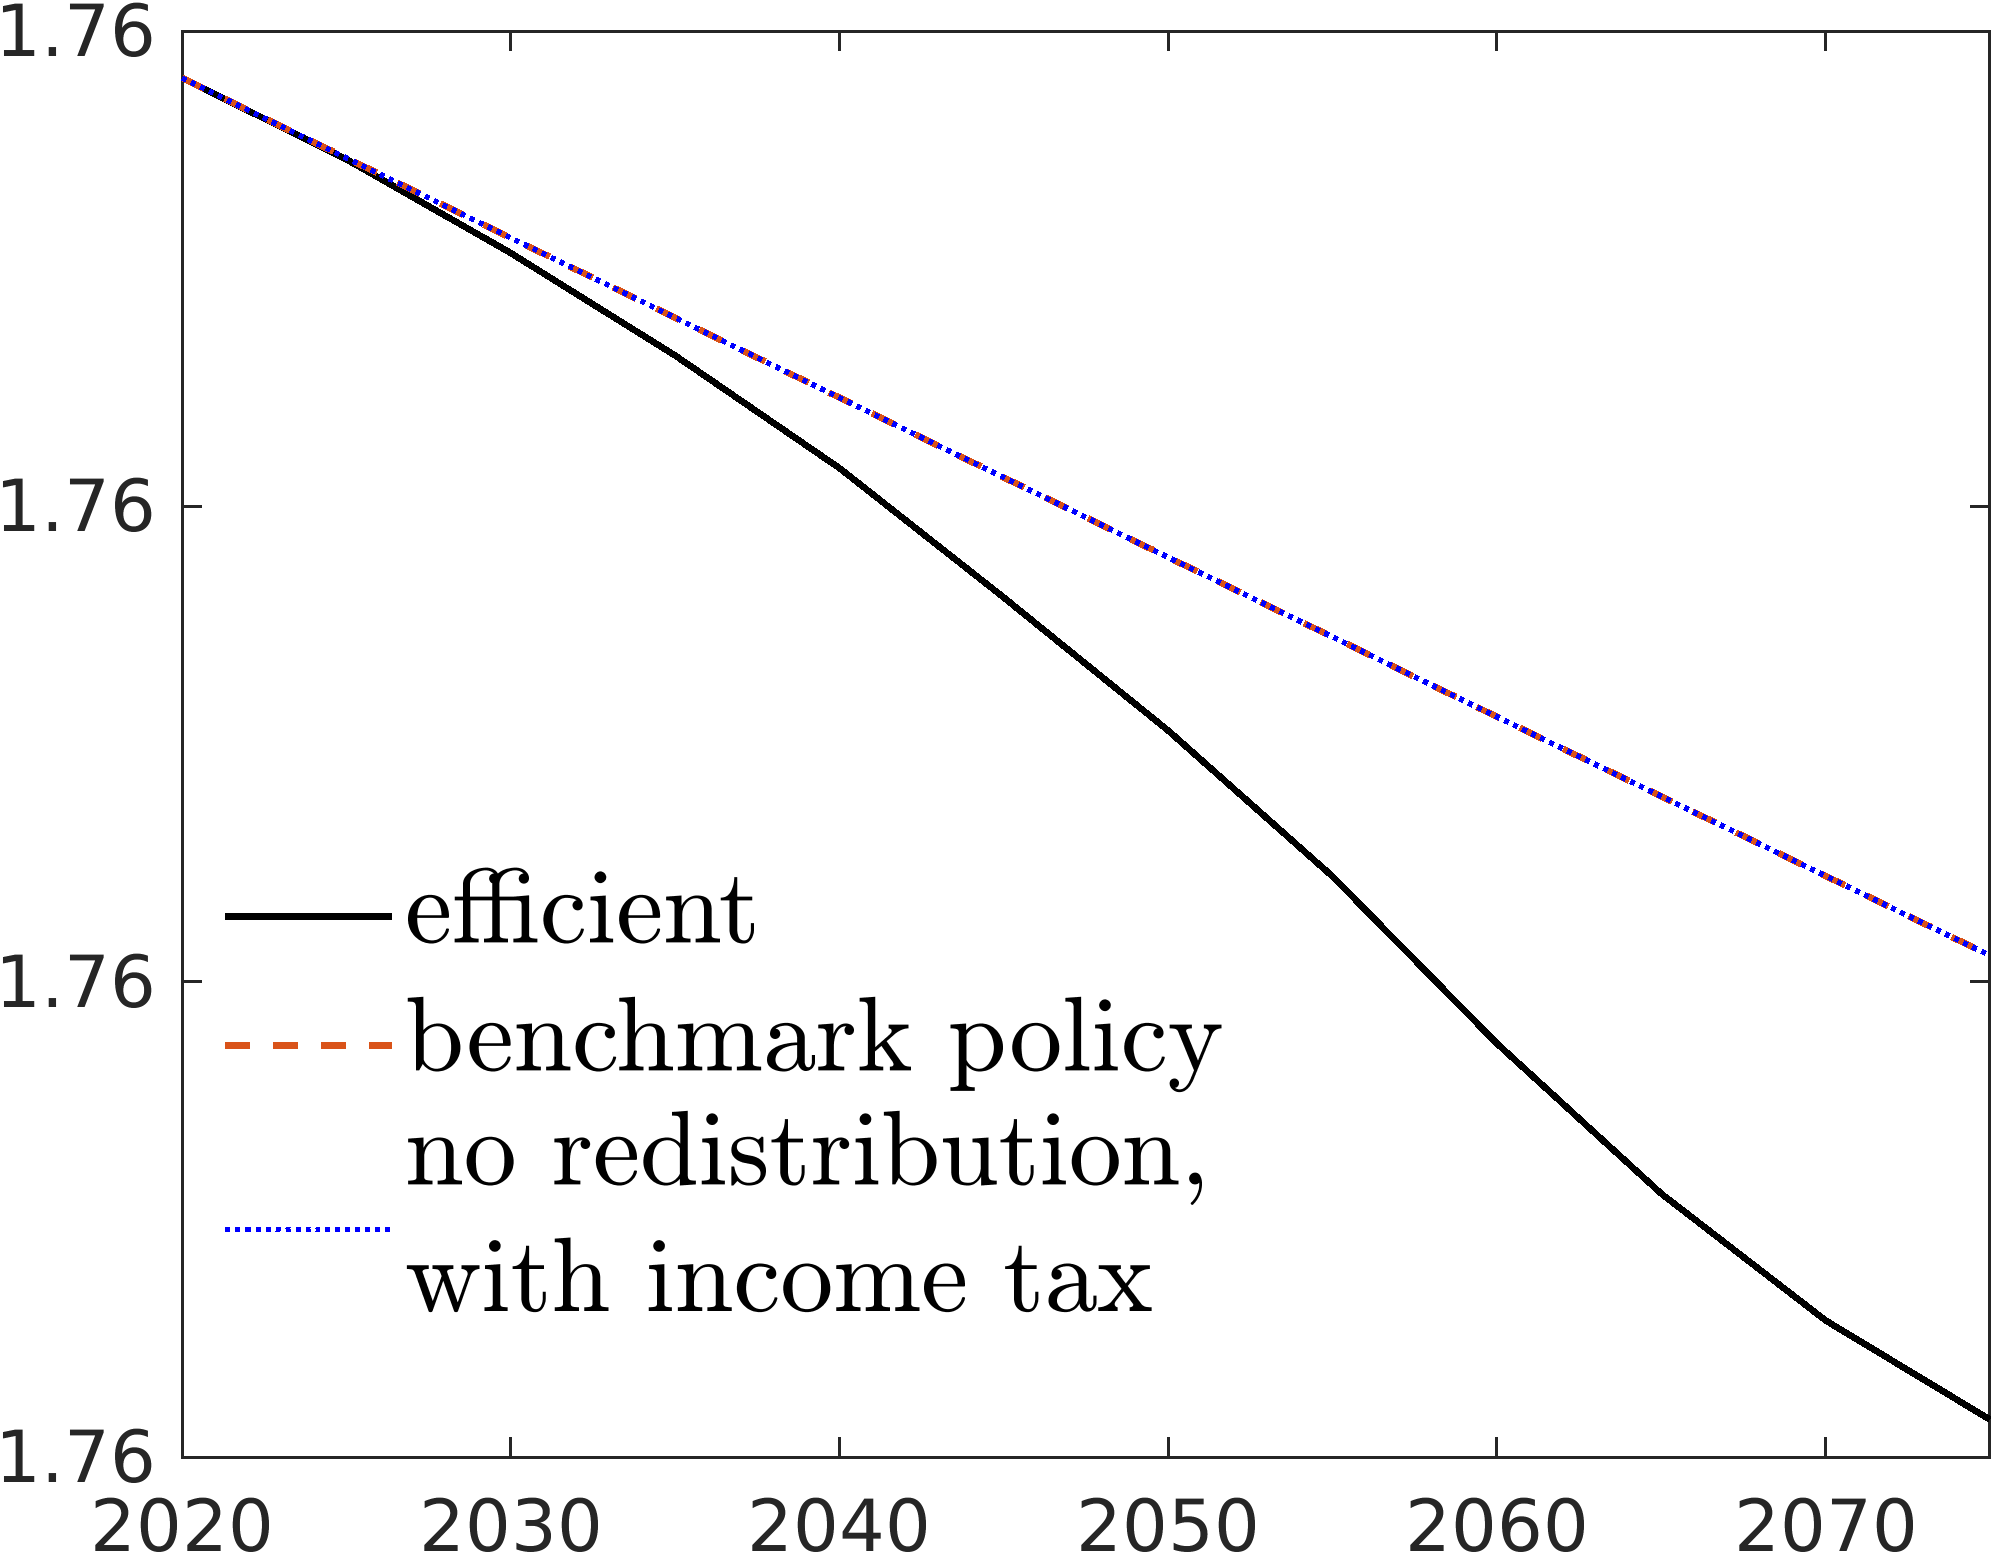 1.76
1.76
1.76
1.76
efficient
benchmark policy
no redistribution,
with income tax
2020 2030 2040 2050 2060 2070